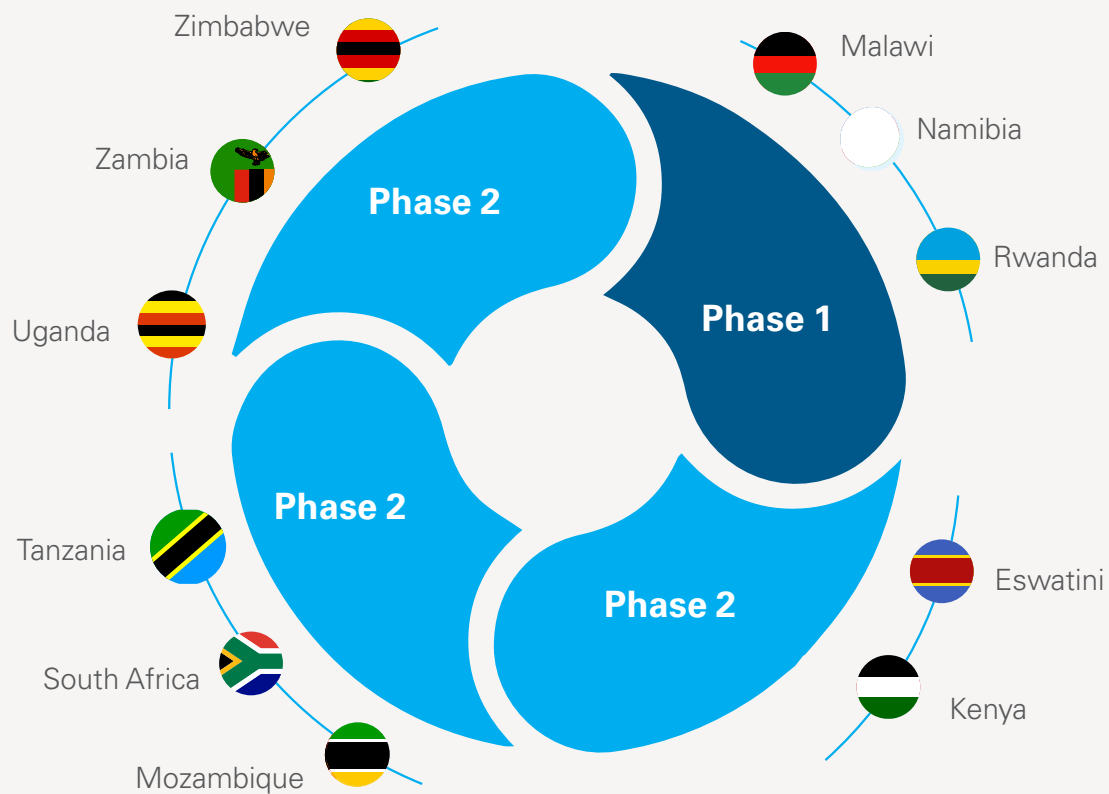 Zimbabwe
Malawi
Namibia
Zambia
Phase 2
Rwanda
Phase 1
Uganda
Phase 2
Tanzania
Eswatini
Phase 2
South Africa
Kenya
Mozambique